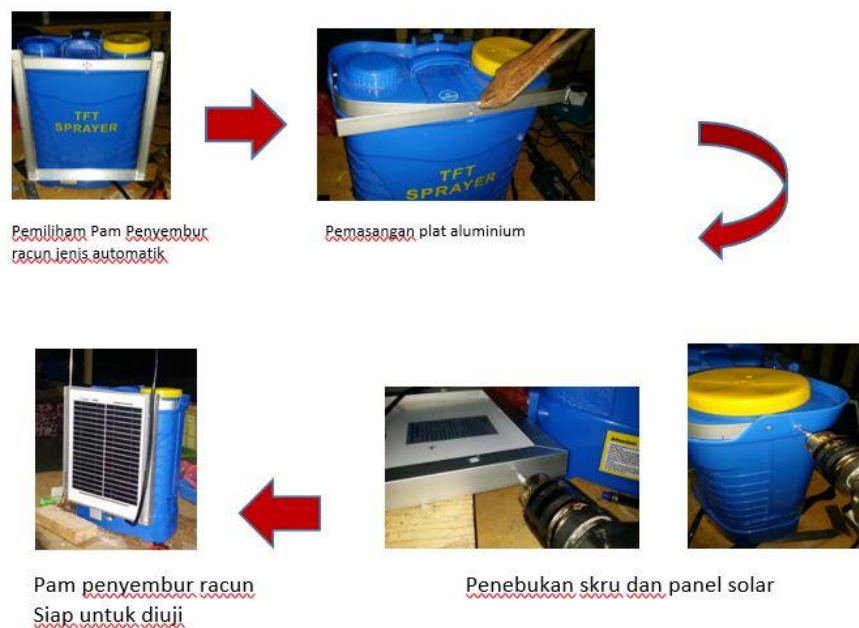 TFT
SPRAYER
TFT
SPRAYER
Pemiliham Pam Penyembur
racun jenis automatik
Pemasangan plat aluminium
Pam penyembur racun
Siap untuk diuji
Penebukan skru dan panel solar